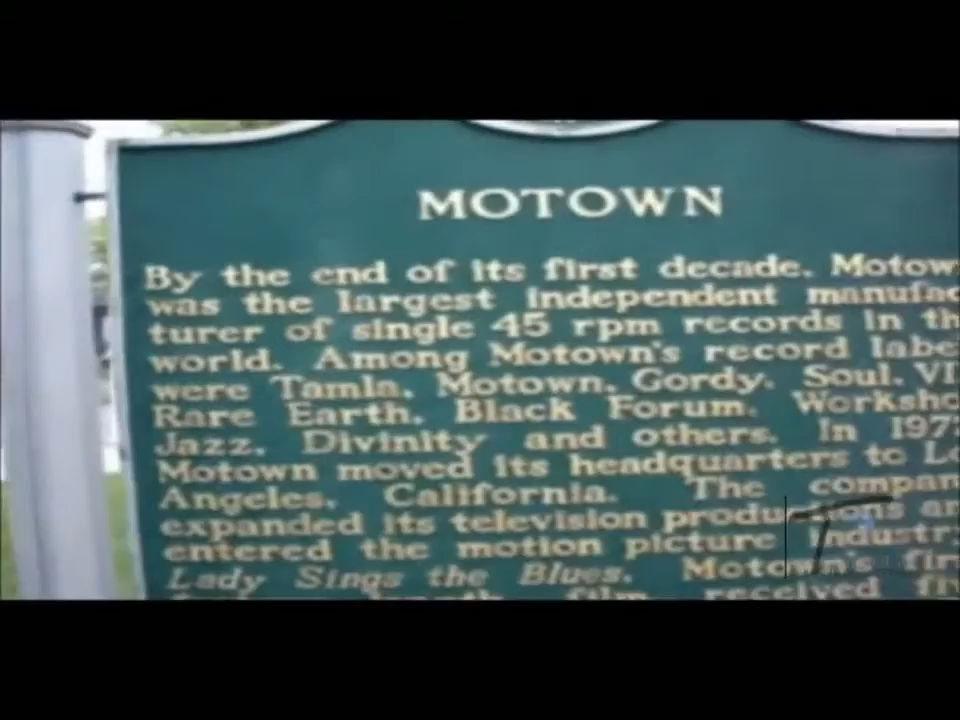 MOTOWN
By the end of its first decade, Motow
was the largest independent manufac
turer of single 45 rpm records in th
world. Among Motown's record labe
were Tamla, Motown, Gordy, Soul, VI
Rare Earth, Black Forum, Worksho
Jazz, Divinity and others. In 197
Motown moved its headquarters to Lo
Angeles, California. The compan
expanded its television productions an
entered the motion picture industr
Lady Sings the Blues, Motown's fir
film received fiv